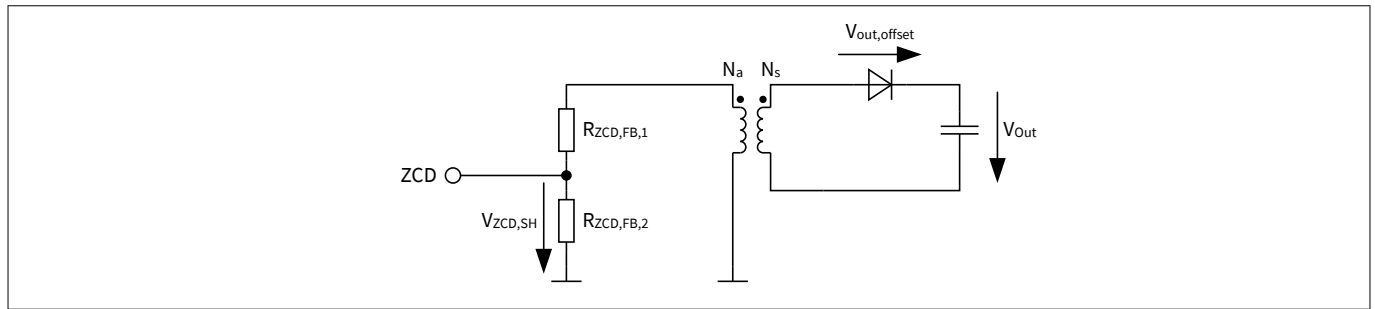 Vout,offset
Na Ns
RZCD,FB,1
VOut
ZCD
VZCD,SH
RZCD,FB,2